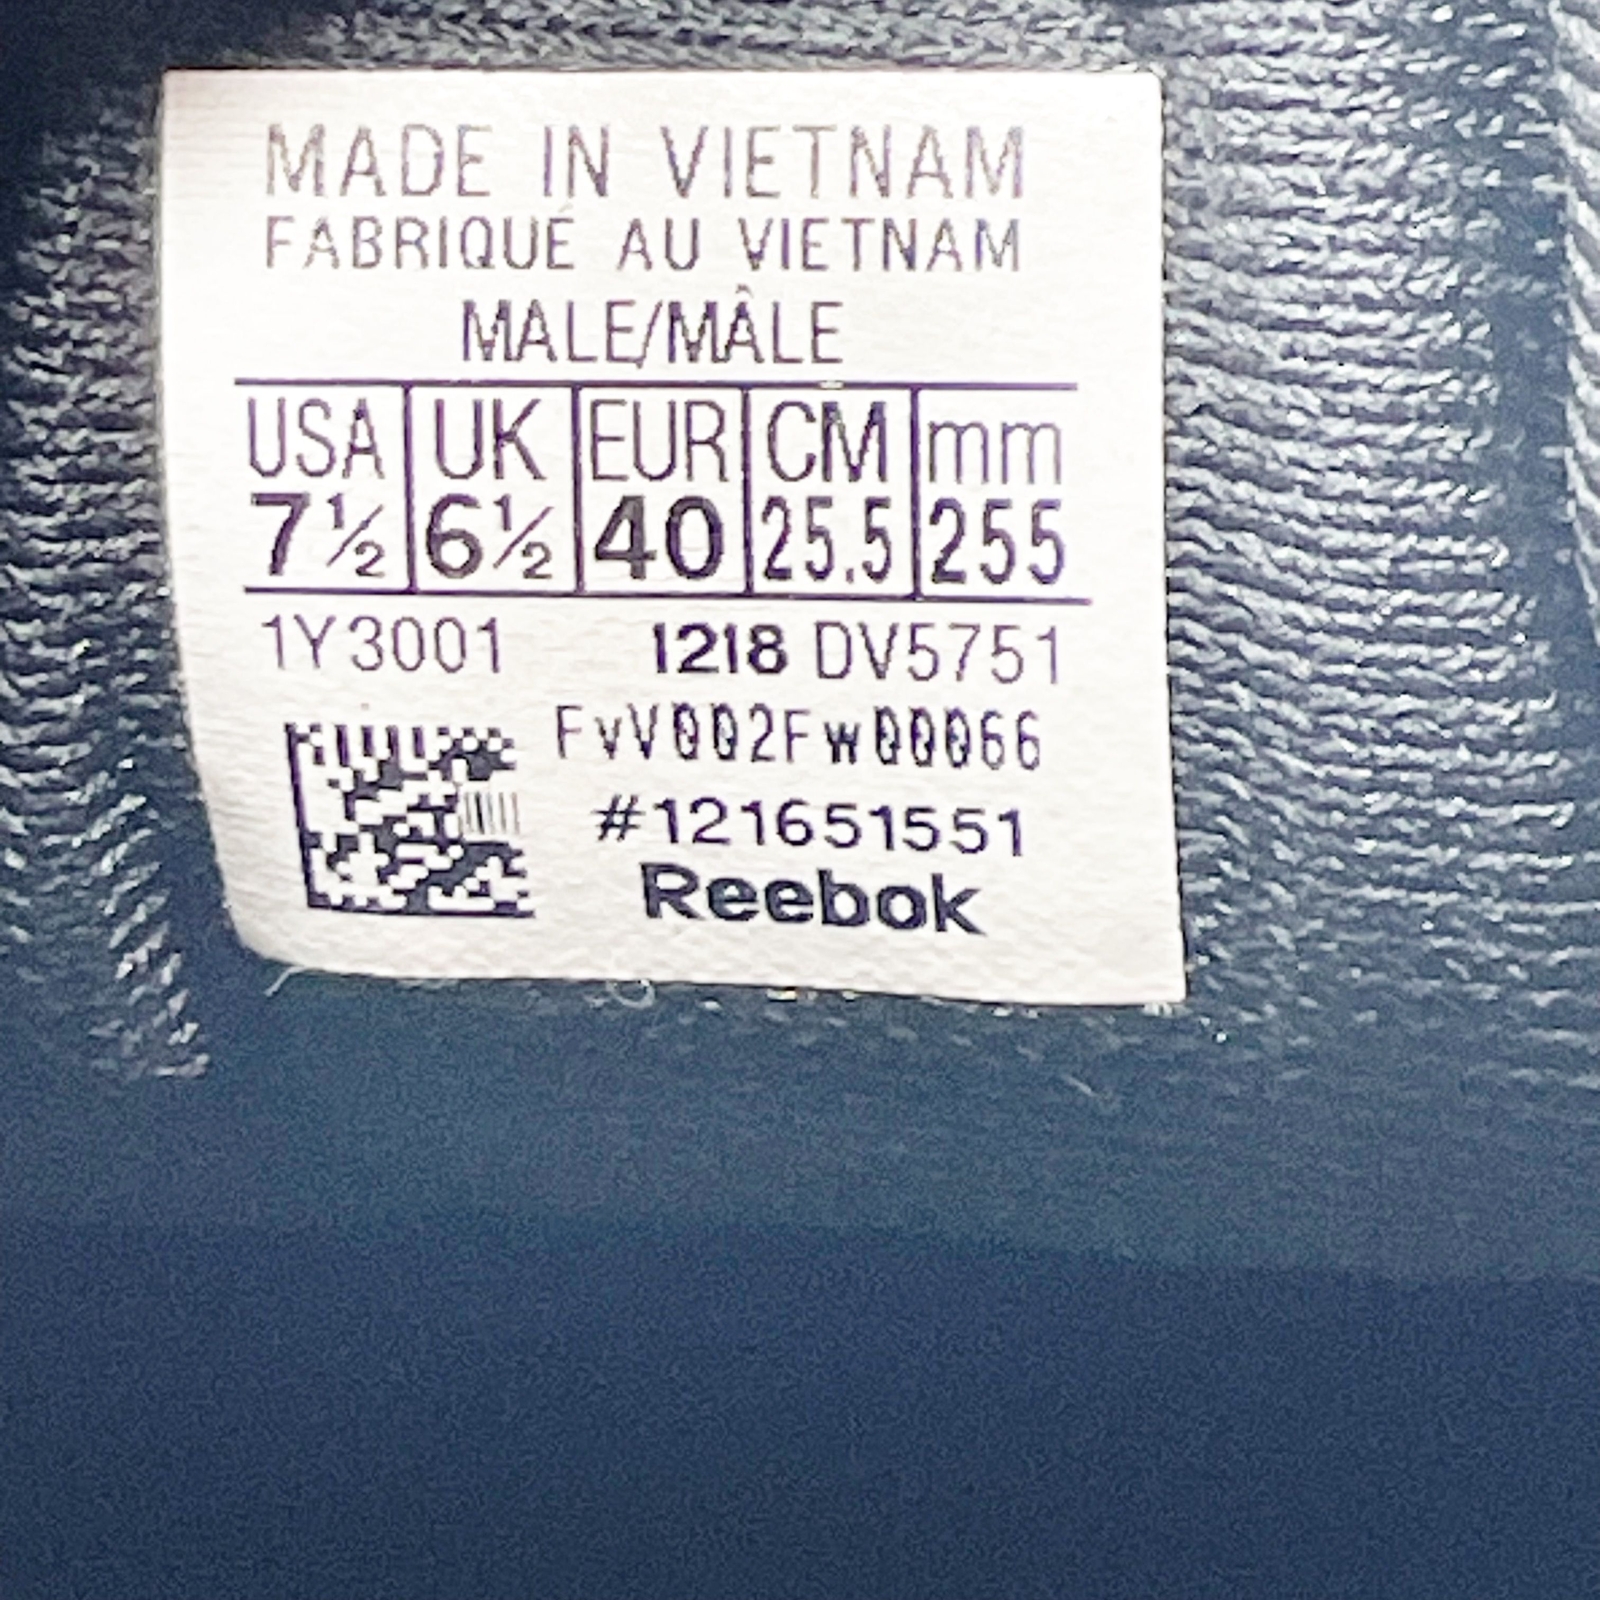 MADE IN VIETNAM
FABRIQUÉ AU VIETNAM
MALE/MÂLE
USA UK EUR CM mm
7½ 6½ 40 25.5 255
1Y3001 1218 DV5751
FvV002Fw00066
#121651551
Reebok